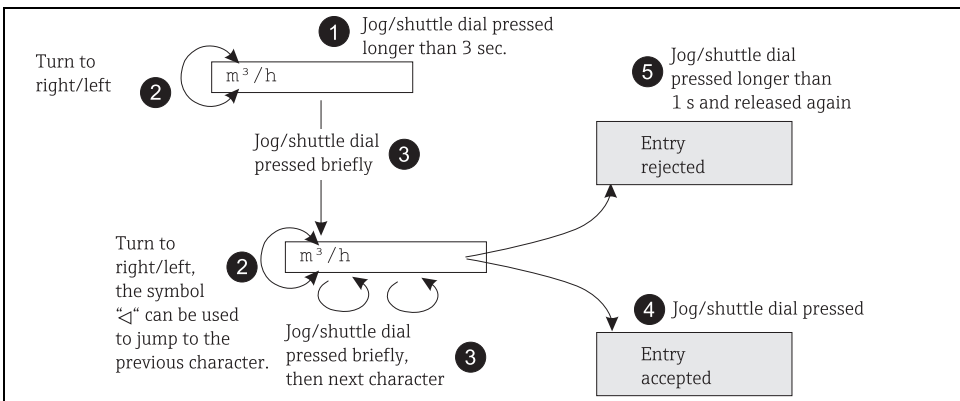 1 Jog/shuttle dial pressed
longer than 3 sec.
Turn to
right/left
2
m³/h
5 Jog/shuttle dial
pressed longer than
1 s and released again
Jog/shuttle dial
pressed briefly
3
Entry
rejected
Turn to
right/left,
the symbol
“◁“ can be used
to jump to the
previous character.
2
m³/h
Jog/shuttle dial
pressed briefly,
then next character
3
4 Jog/shuttle dial pressed
Entry
accepted